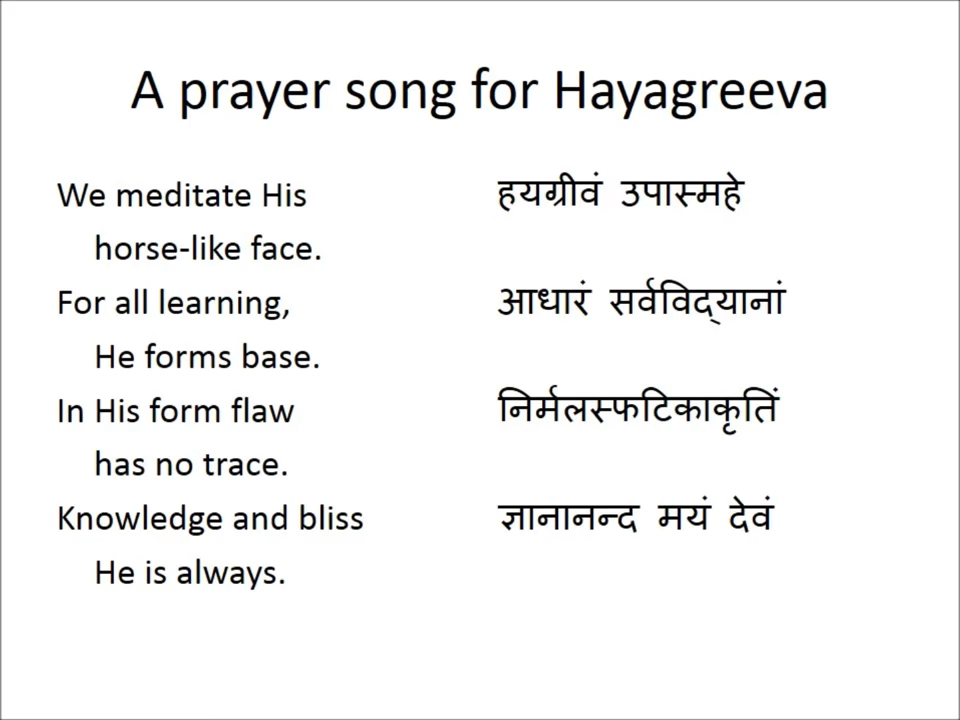 A prayer song for Hayagreeva
We meditate His
horse-like face.
For all learning,
He forms base.
In His form flaw
has no trace.
Knowledge and bliss
He is always.
हयग्रीवं उपास्महे
आधारं सर्वविद्यानां
निर्मलस्फटिकाकृतिं
ज्ञानानन्द मयं देवं